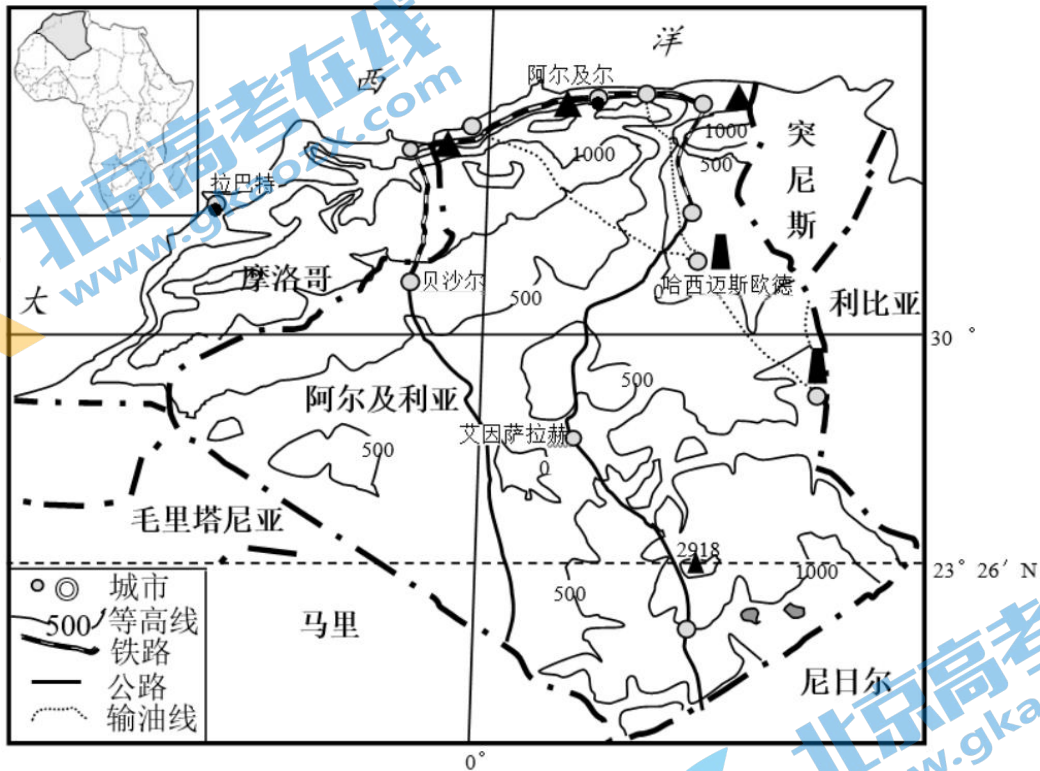 西
洋
阿尔及尔
突尼斯
1000
1000
500
拉巴特
摩洛哥
大
贝沙尔
哈西迈斯欧德
0
500
利比亚
30 °
阿尔及利亚
500
艾因萨拉赫
500
0
毛里塔尼亚
2918
1000
23° 26′ N
500
马里
尼日尔
城市
500 等高线
铁路
公路
输油线
0°
北京高考在线
www.gkaozx.com
北京高考
www.gka